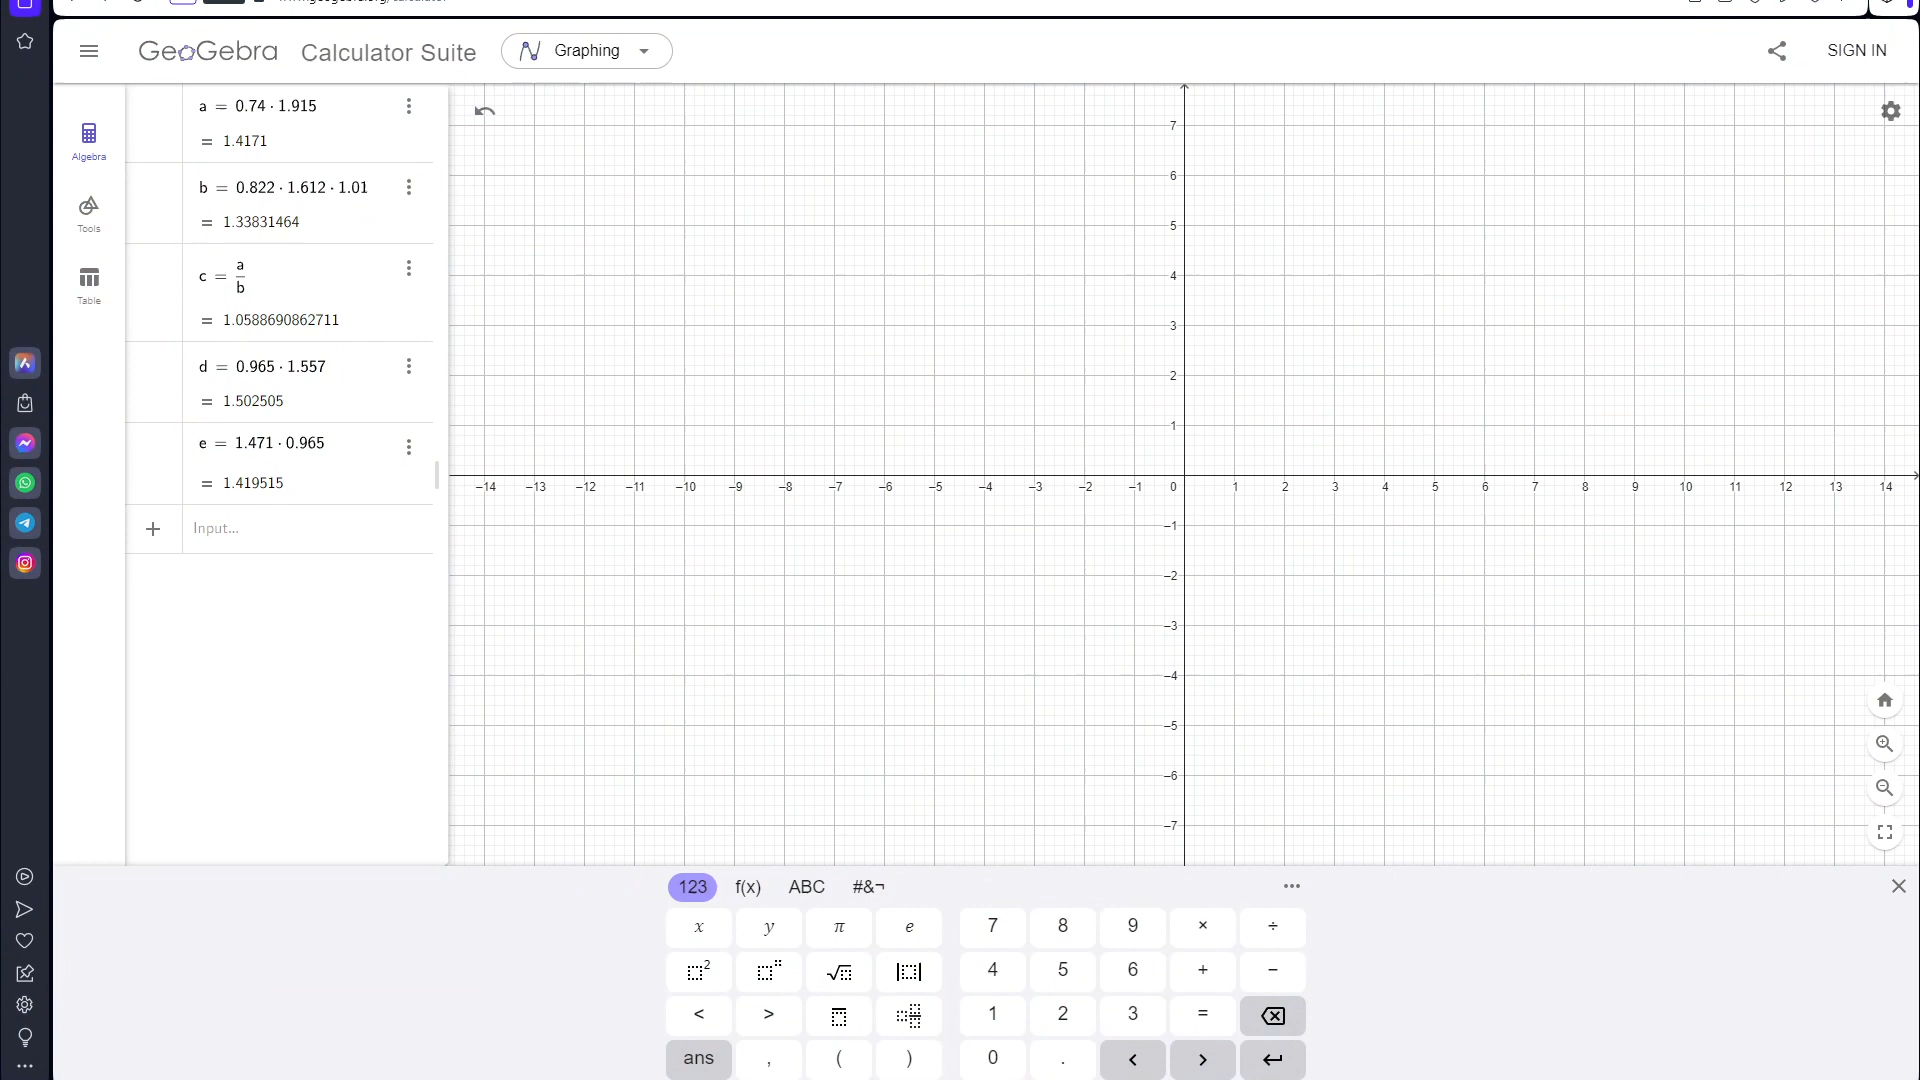 GeoGebra Calculator Suite Graphing SIGN IN
Algebra
Tools
Table
a = 0.74 · 1.915
= 1.4171
b = 0.822 · 1.612 · 1.01
= 1.33831464
c = a/b
= 1.0588690862711
d = 0.965 · 1.557
= 1.502505
e = 1.471 · 0.965
= 1.419515
+ Input...
7
6
5
4
3
2
1
−14 −13 −12 −11 −10 −9 −8 −7 −6 −5 −4 −3 −2 −1 0 1 2 3 4 5 6 7 8 9 10 11 12 13 14
−1
−2
−3
−4
−5
−6
−7
123 f(x) ABC #&¬
x y π e 7 8 9 × ÷
2 4 5 6 + −
< > 1 2 3 =
ans , ( ) 0 . < >